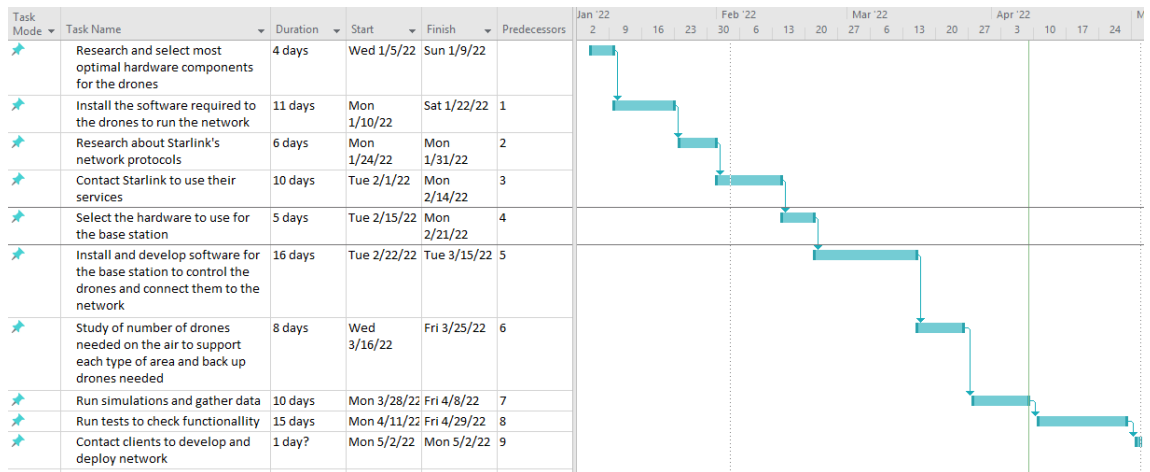 Task
Mode Task Name Duration Start Finish Predecessors
Jan '22 Feb '22 Mar '22 Apr '22 M
2 9 16 23 30 6 13 20 27 6 13 20 27 3 10 17 24
Research and select most 4 days Wed 1/5/22 Sun 1/9/22
optimal hardware components
for the drones
Install the software required to 11 days Mon Sat 1/22/22 1
the drones to run the network 1/10/22
Research about Starlink's 6 days Mon Mon 2
network protocols 1/24/22 1/31/22
Contact Starlink to use their 10 days Tue 2/1/22 Mon 3
services 2/14/22
Select the hardware to use for 5 days Tue 2/15/22 Mon 4
the base station 2/21/22
Install and develop software for 16 days Tue 2/22/22 Tue 3/15/22 5
the base station to control the
drones and connect them to the
network
Study of number of drones 8 days Wed Fri 3/25/22 6
needed on the air to support 3/16/22
each type of area and back up
drones needed
Run simulations and gather data 10 days Mon 3/28/22 Fri 4/8/22 7
Run tests to check functionallity 15 days Mon 4/11/22 Fri 4/29/22 8
Contact clients to develop and 1 day? Mon 5/2/22 Mon 5/2/22 9
deploy network